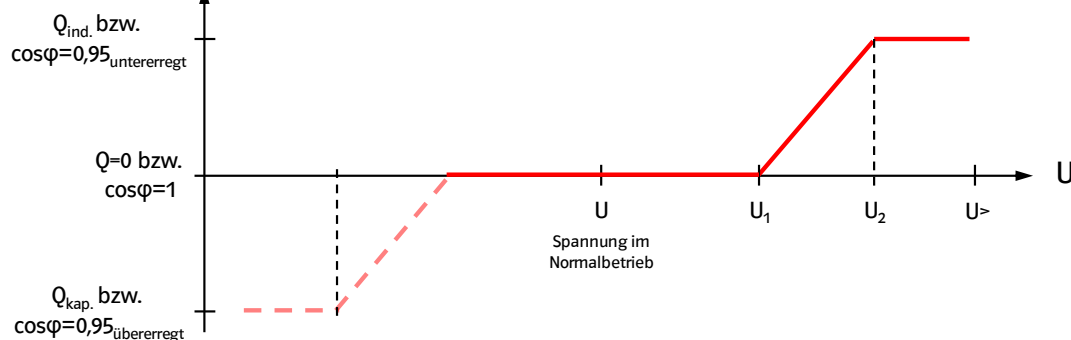 Q_ind. bzw.
cosφ=0,95_untererregt
Q=0 bzw.
cosφ=1
U
U
U_1
U_2
U>
Spannung im
Normalbetrieb
Q_kap. bzw.
cosφ=0,95_übererregt